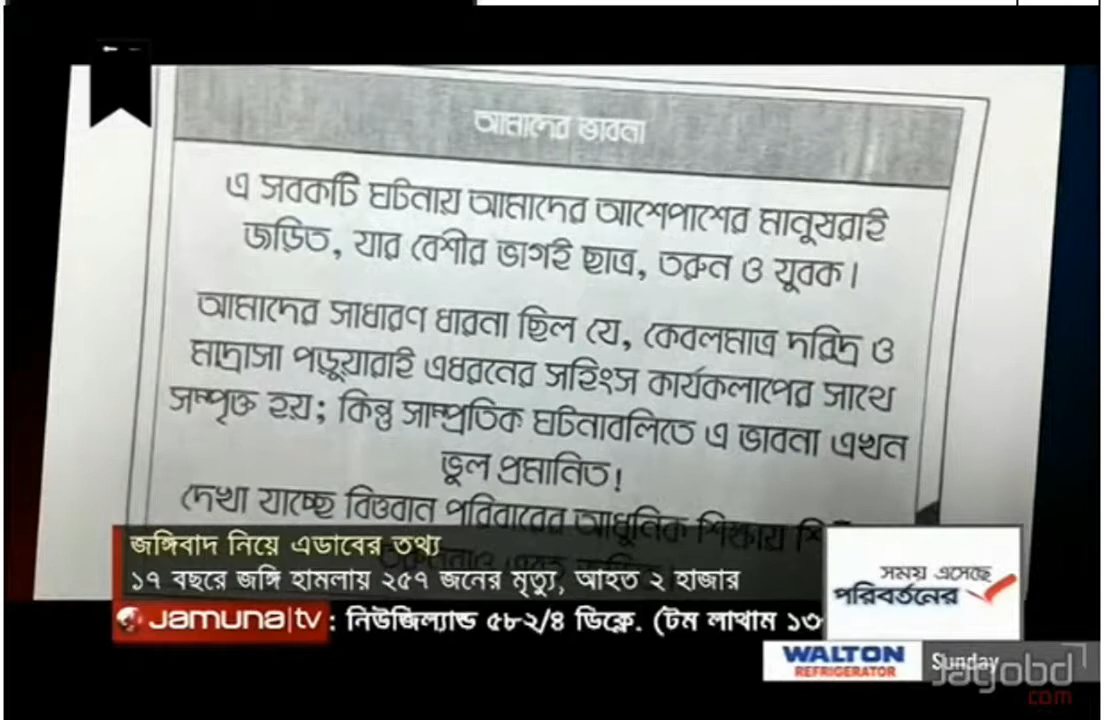 আমাদের ভাবনা
এ সবকটি ঘটনায় আমাদের আশেপাশের মানুষরাই
জড়িত, যার বেশীর ভাগই ছাত্র, তরুন ও যুবক।
আমাদের সাধারণ ধারনা ছিল যে, কেবলমাত্র দরিদ্র ও
মাদ্রাসা পড়ুয়ারাই এধরনের সহিংস কার্যকলাপের সাথে
সম্পৃক্ত হয়; কিন্তু সাম্প্রতিক ঘটনাবলিতে এ ভাবনা এখন
ভুল প্রমানিত!
দেখা যাচ্ছে বিত্তবান পরিবারের আধুনিক শিক্ষায়
জঙ্গিবাদ নিয়ে এডাবের তথ্য
১৭ বছরে জঙ্গি হামলায় ২৫৭ জনের মৃত্যু, আহত ২ হাজার
সময় এসেছে
পরিবর্তনের
Jamuna|tv : নিউজিল্যান্ড ৫৮২/৪ ডিক্লে. (টম লাথাম ১৩
WALTON
REFRIGERATOR
Sunday
Jagobd
.com